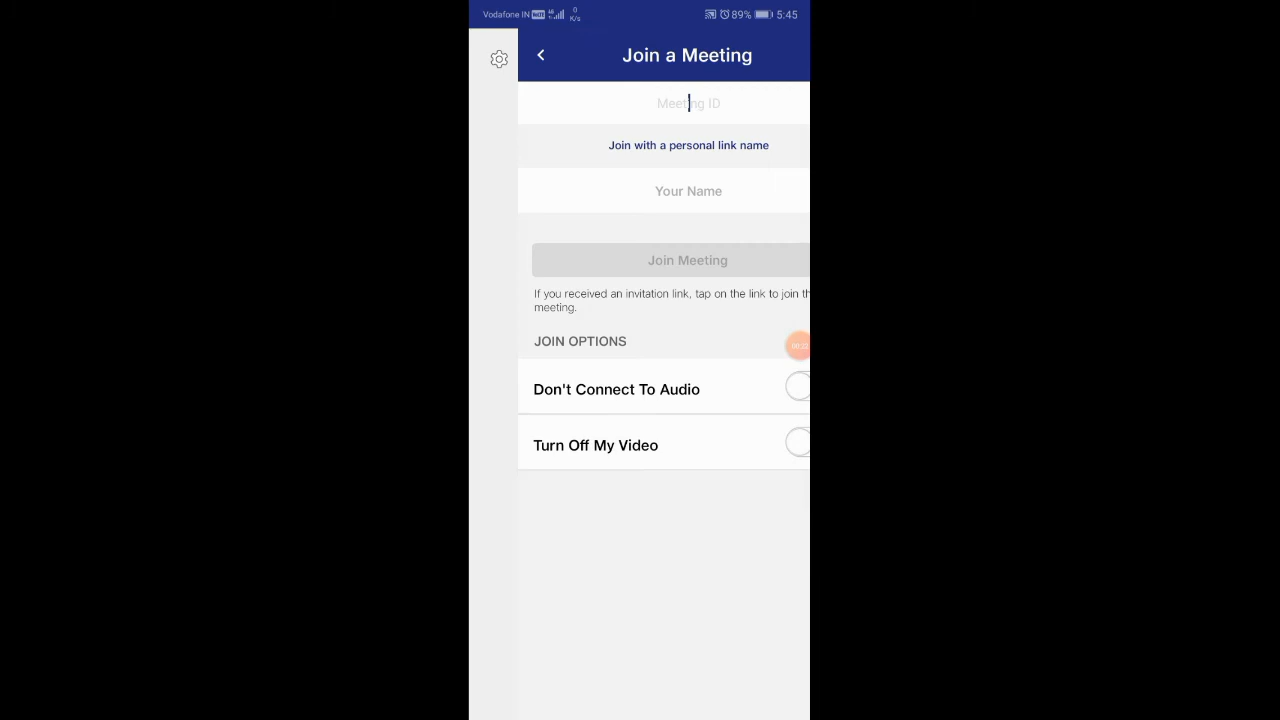 Vodafone IN 0 K/s 89% 5:45
Join a Meeting
Meeting ID
Join with a personal link name
Your Name
Join Meeting
If you received an invitation link, tap on the link to join th
meeting.
JOIN OPTIONS
Don't Connect To Audio
Turn Off My Video